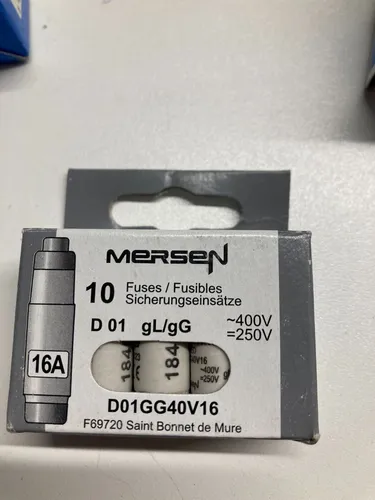 MERSEN
10 Fuses / Fusibles
Sicherungseinsätze
D 01 gL/gG ~400V
=250V
16A
184
184
V16
~400V
=250V
D01GG40V16
F69720 Saint Bonnet de Mure